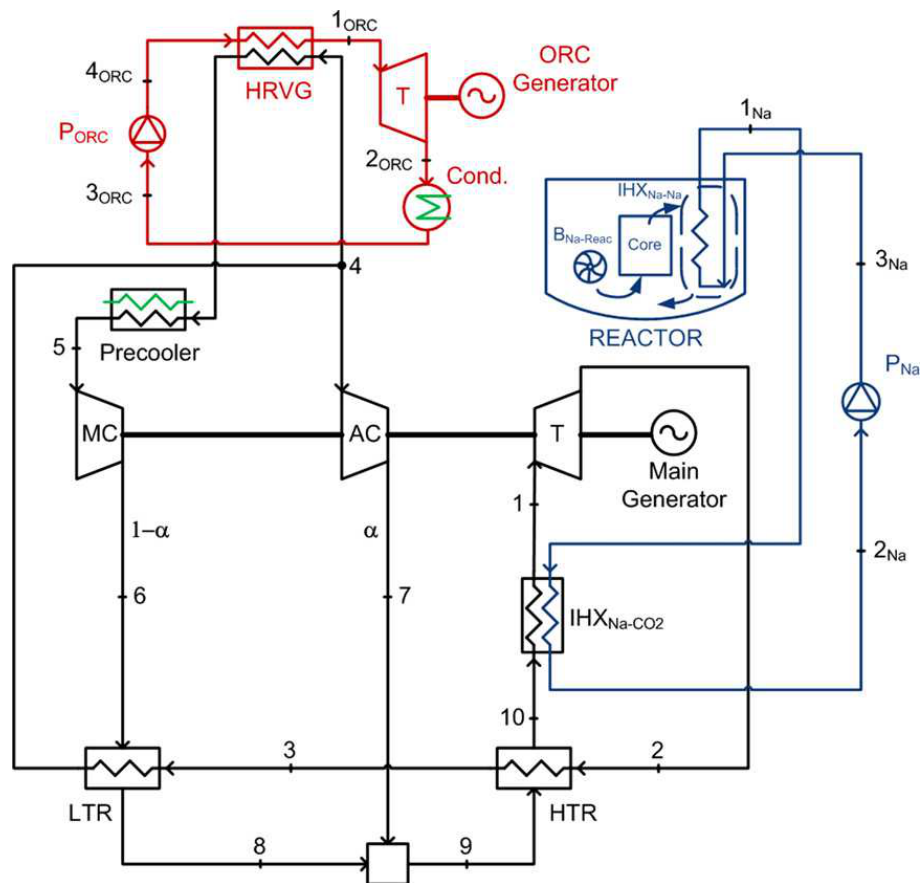 1ORC
ORC
Generator
HRVG
4ORC
T
PORC
2ORC
3ORC
Cond.
1Na
IHXNa-Na
BNa-Reac
Core
REACTOR
3Na
4
Precooler
5
PNa
MC
AC
T
Main
Generator
1
1−α
α
2Na
6
7
IHXNa-CO2
10
3
2
LTR
HTR
8
9